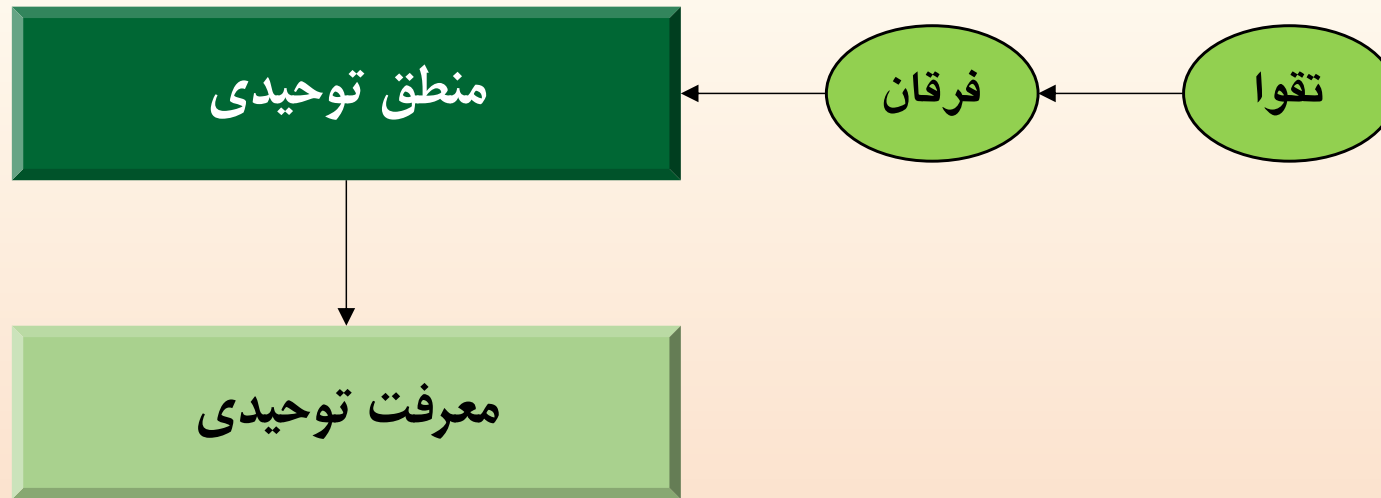 تقوا
فرقان
منطق توحیدی
معرفت توحیدی